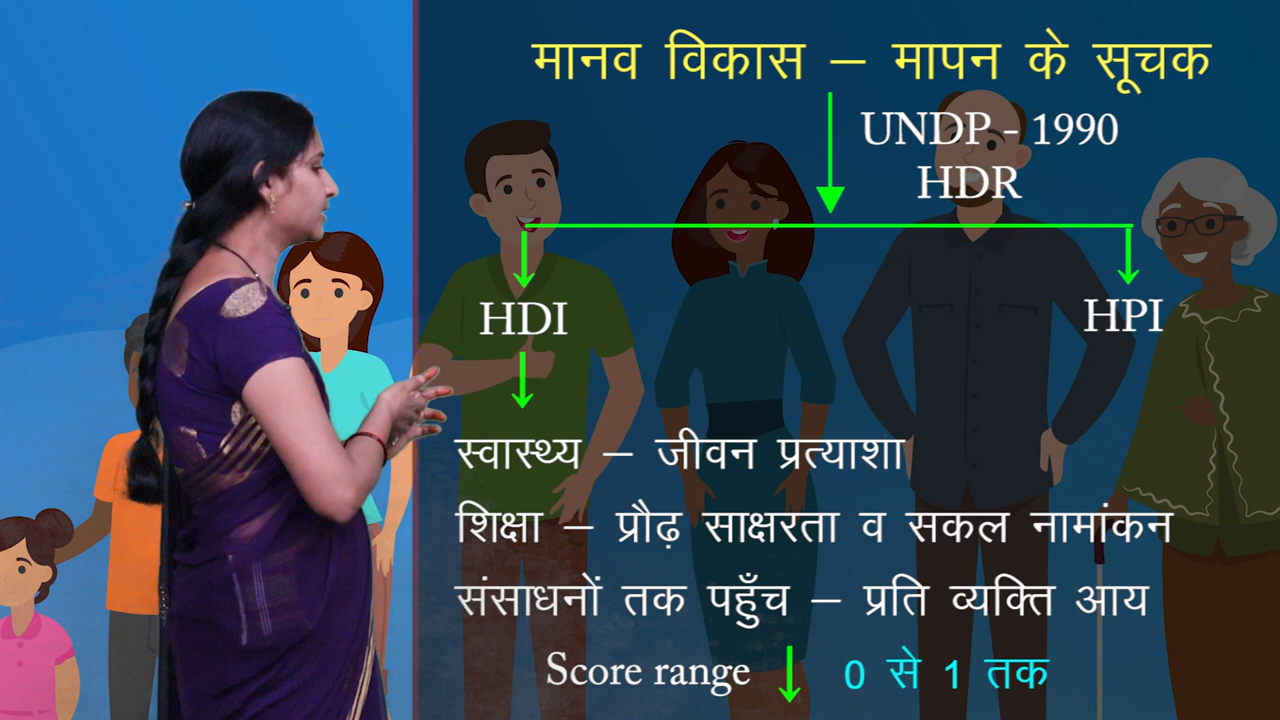 मानव विकास – मापन के सूचक
UNDP - 1990
HDR
HDI
HPI
स्वास्थ्य – जीवन प्रत्याशा
शिक्षा – प्रौढ़ साक्षरता व सकल नामांकन
संसाधनों तक पहुँच – प्रति व्यक्ति आय
Score range 0 से 1 तक